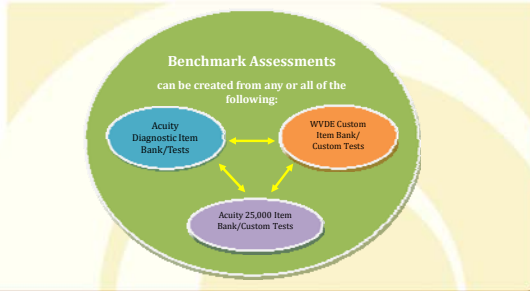 Benchmark Assessments
can be created from any or all of the
following:
Acuity
Diagnostic Item
Bank/Tests
WVDE Custom
Item Bank/
Custom Tests
Acuity 25,000 Item
Bank/Custom Tests